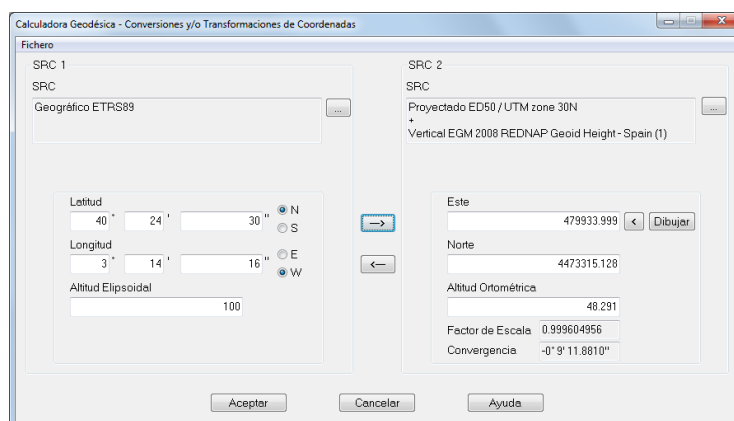 Calculadora Geodésica - Conversiones y/o Transformaciones de Coordenadas
Fichero
SRC 1
SRC
Geográfico ETRS89
...
Latitud
40 ° 24 ' 30 " N
S
Longitud
3 ° 14 ' 16 " E
W
Altitud Elipsoidal
100
-->
<--
SRC 2
SRC
Proyectado ED50 / UTM zone 30N
+
Vertical EGM 2008 REDNAP Geoid Height - Spain (1)
...
Este
479933.999 < Dibujar
Norte
4473315.128
Altitud Ortométrica
48.291
Factor de Escala 0.999604956
Convergencia -0° 9' 11.8810"
Aceptar Cancelar Ayuda